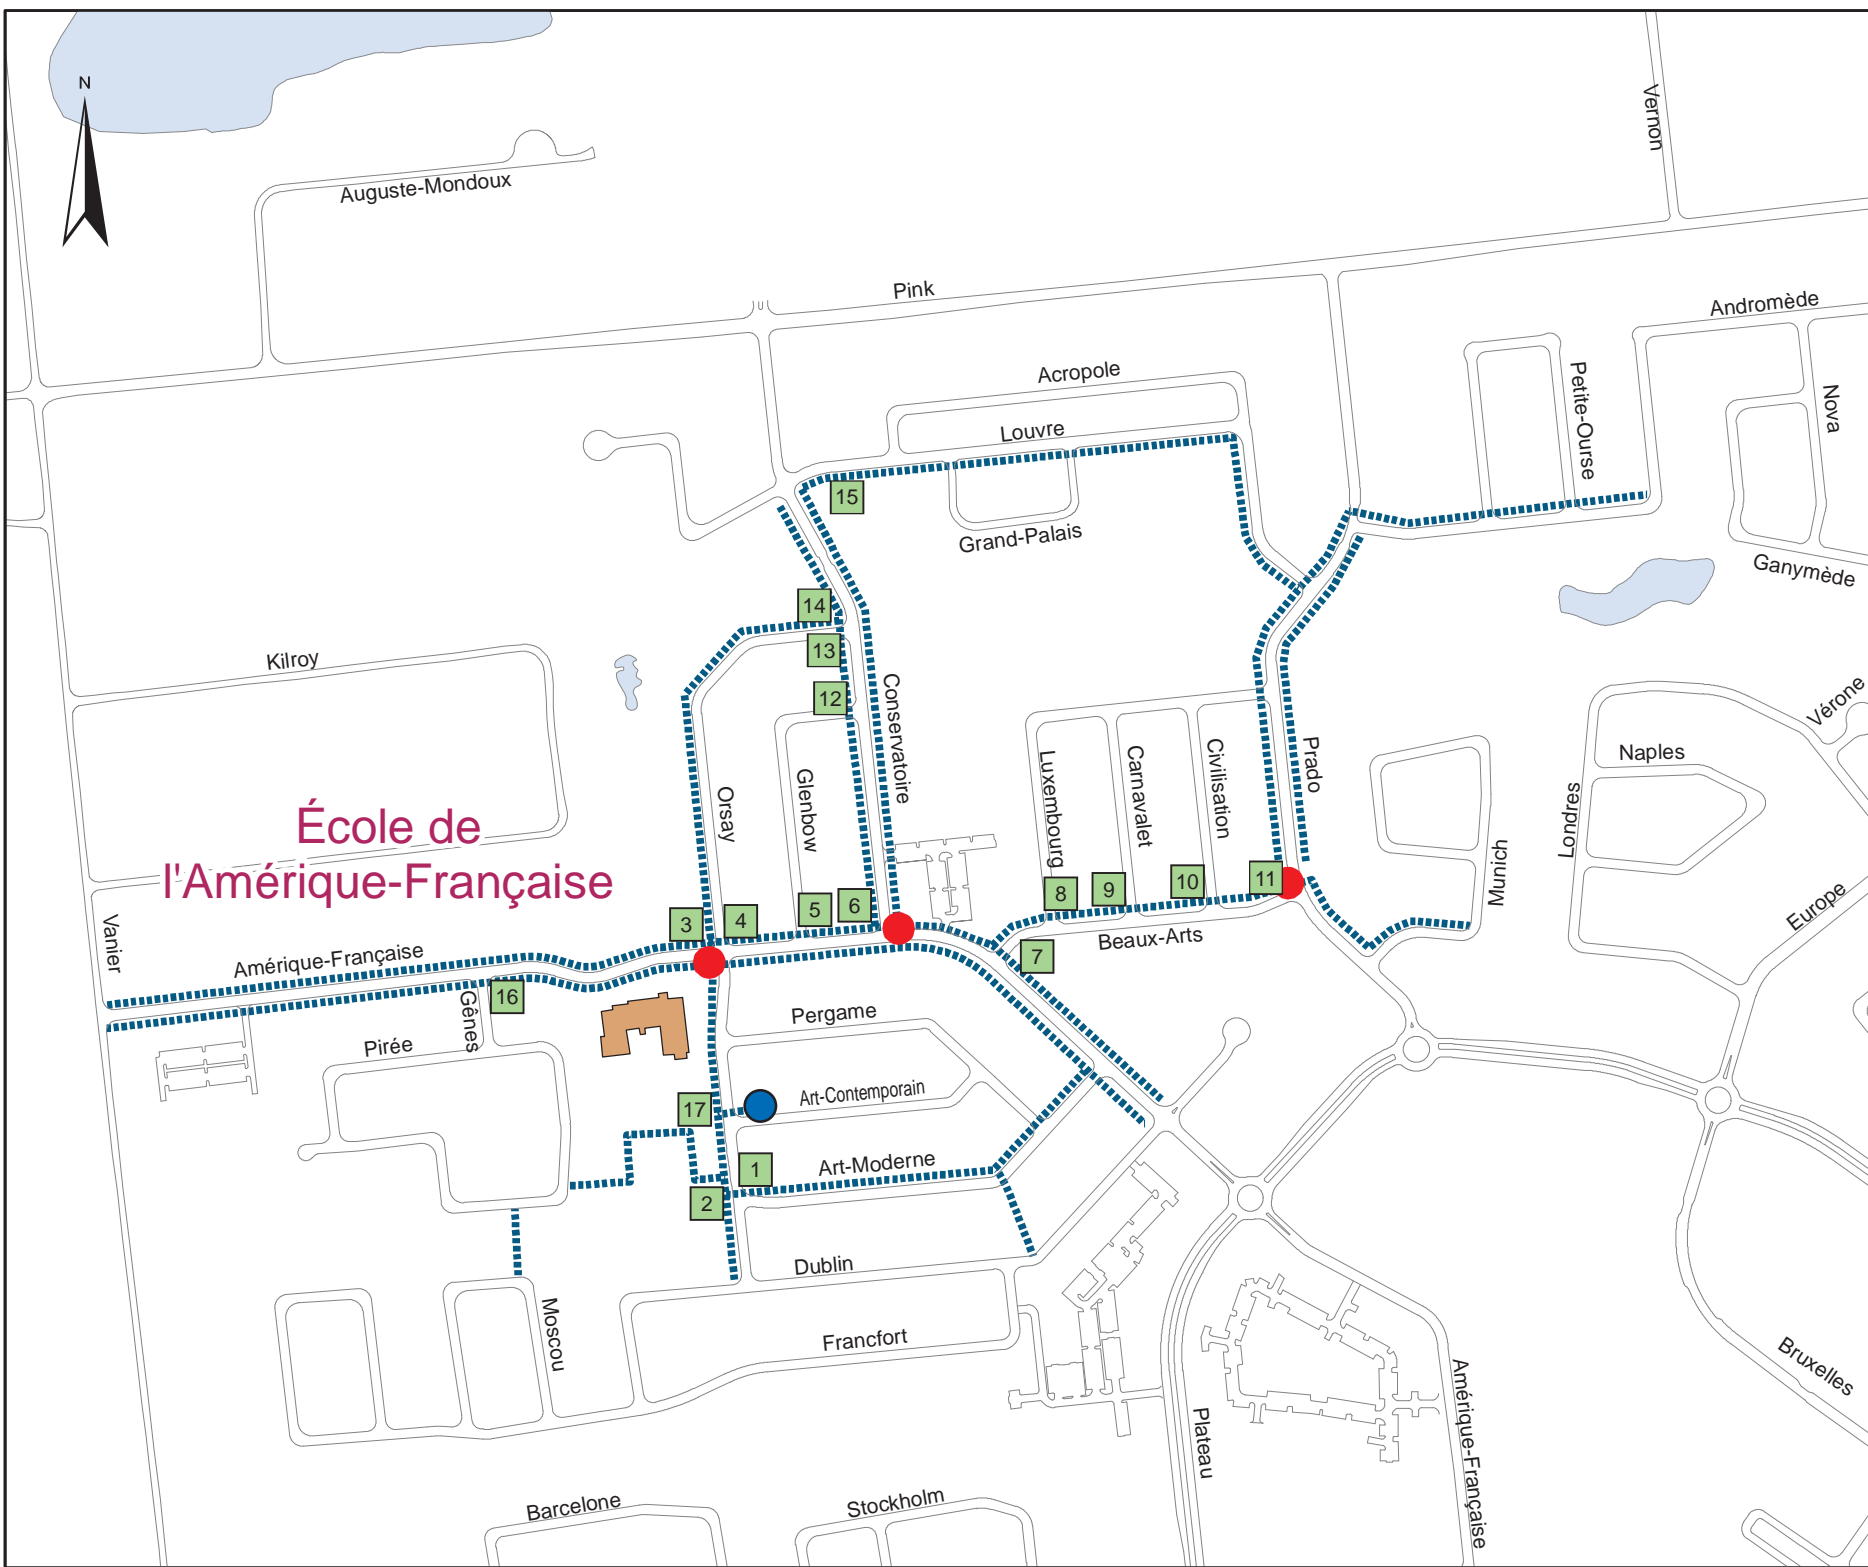 N
Auguste-Mondoux
Vernon
Pink
Andromède
Acropole
Petite-Ourse
Nova
Louvre
15
Grand-Palais
Ganymède
14
13
Kilroy
12
Conservatoire
Vérone
Prado
Naples
Luxembourg
Carnavalet
Civilisation
Orsay
Glenbow
Londres
École de
l'Amérique-Française
Munich
11
10
9
8
6
5
4
3
Europe
Vanier
Amérique-Française
Beaux-Arts
7
16
Gênes
Pergame
Pirée
Art-Contemporain
17
Art-Moderne
1
2
Dublin
Moscou
Francfort
Bruxelles
Plateau
Amérique-Française
Barcelone
Stockholm